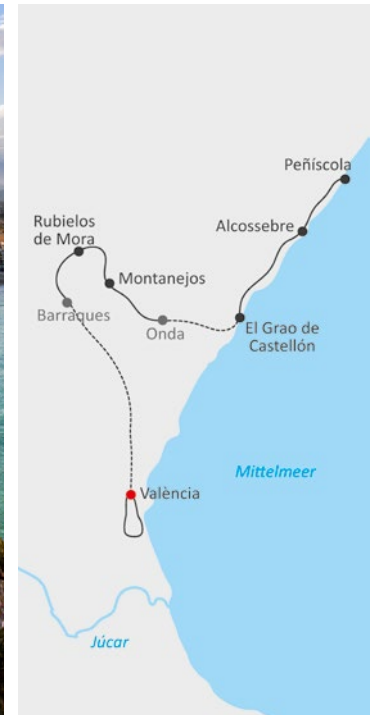 Peñíscola
Alcossebre
Rubielos
de Mora
Montanejos
Barraques
Onda
El Grao de
Castellón
Mittelmeer
València
Júcar